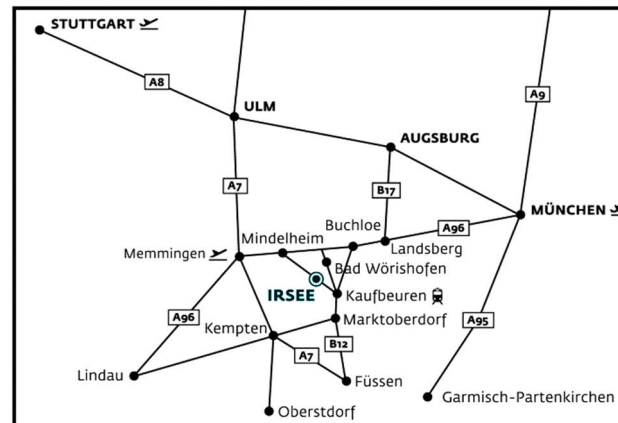 STUTTGART
A8
A9
ULM
AUGSBURG
A7
B17
MÜNCHEN
Buchloe
A96
Mindelheim
Landsberg
Memmingen
Bad Wörishofen
IRSEE
Kaufbeuren
A96
Marktoberdorf
A95
Kempten
B12
A7
Lindau
Füssen
Garmisch-Partenkirchen
Oberstdorf